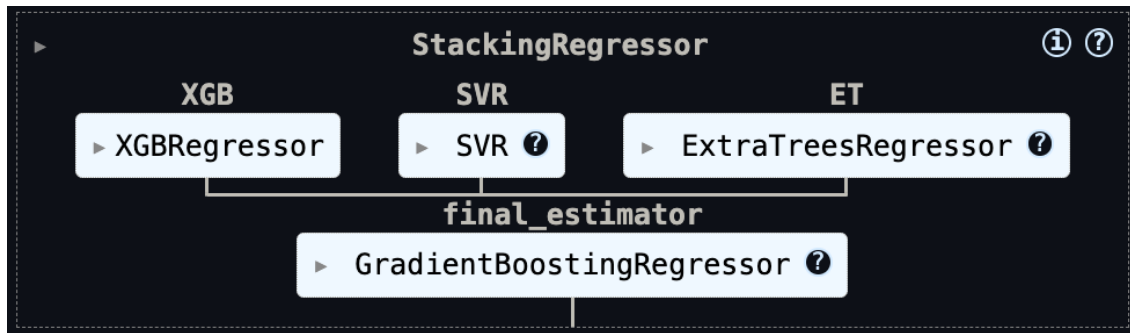 StackingRegressor i ?
XGB SVR ET
XGBRegressor SVR ? ExtraTreesRegressor ?
final_estimator
GradientBoostingRegressor ?